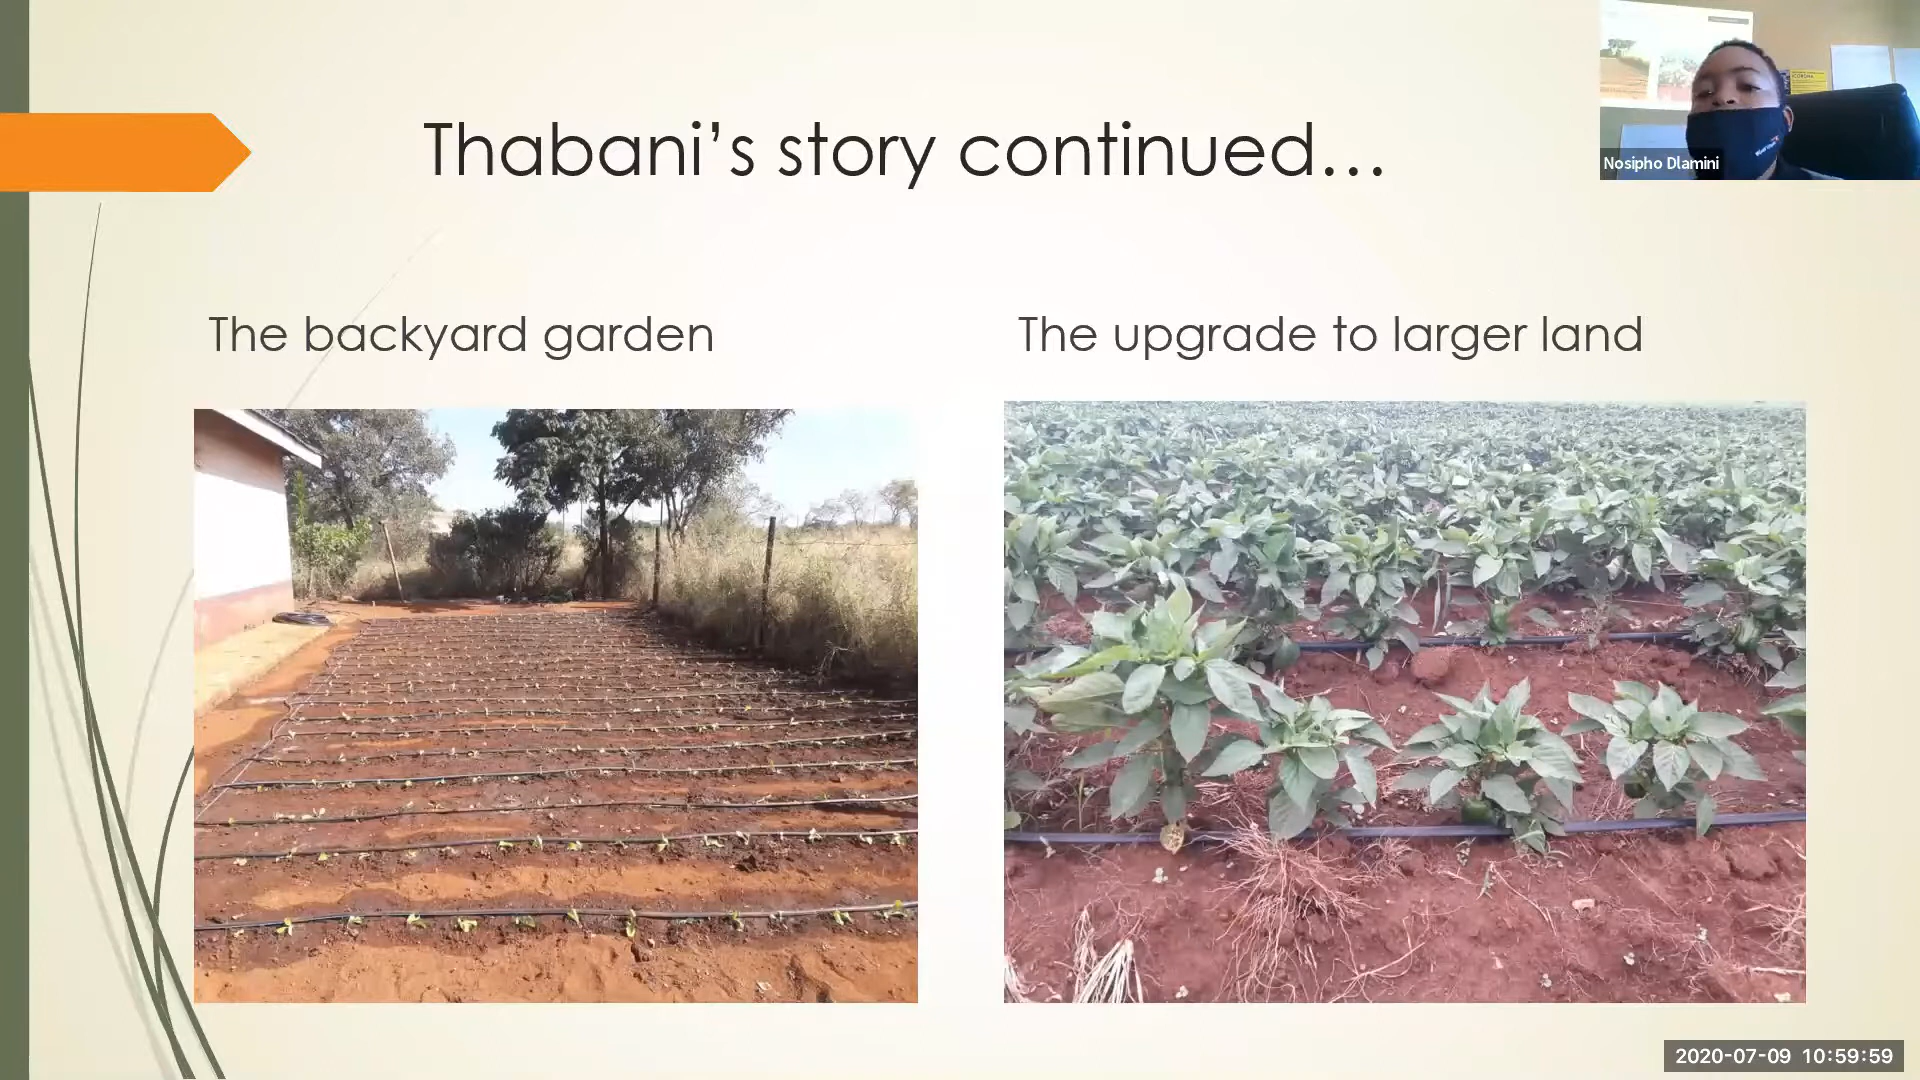 Thabani’s story continued…
Nosipho Dlamini
The backyard garden
The upgrade to larger land
2020-07-09 10:59:59